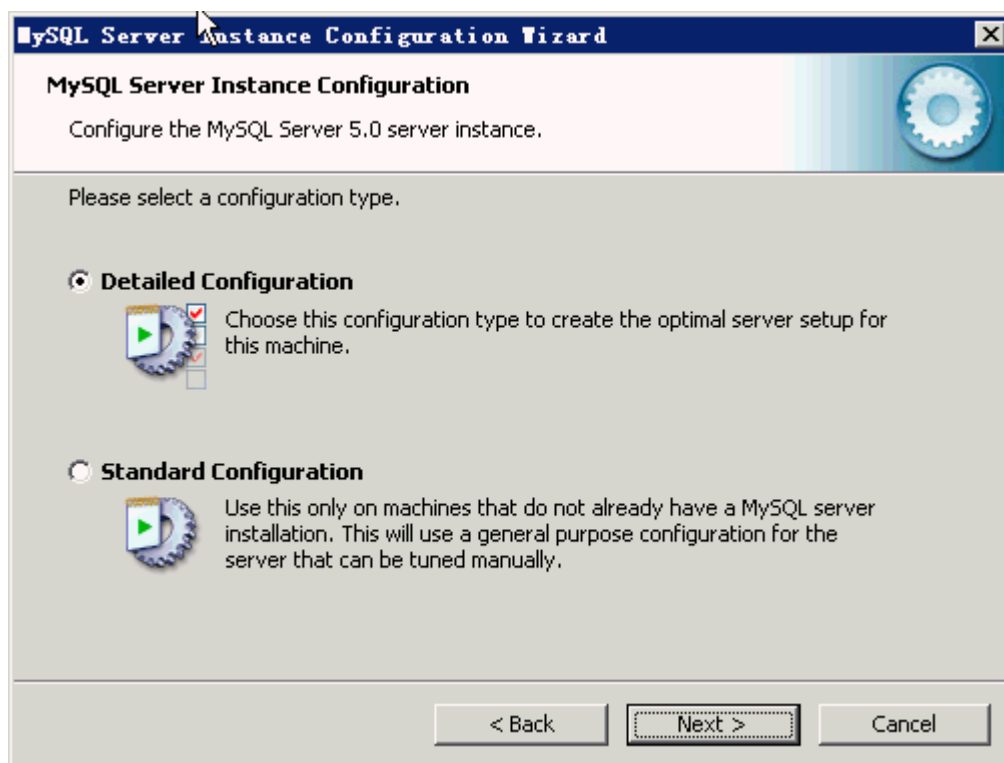 MySQL Server Instance Configuration Wizard
MySQL Server Instance Configuration
Configure the MySQL Server 5.0 server instance.
Please select a configuration type.
Detailed Configuration
Choose this configuration type to create the optimal server setup for
this machine.
Standard Configuration
Use this only on machines that do not already have a MySQL server
installation. This will use a general purpose configuration for the
server that can be tuned manually.
< Back
Next >
Cancel